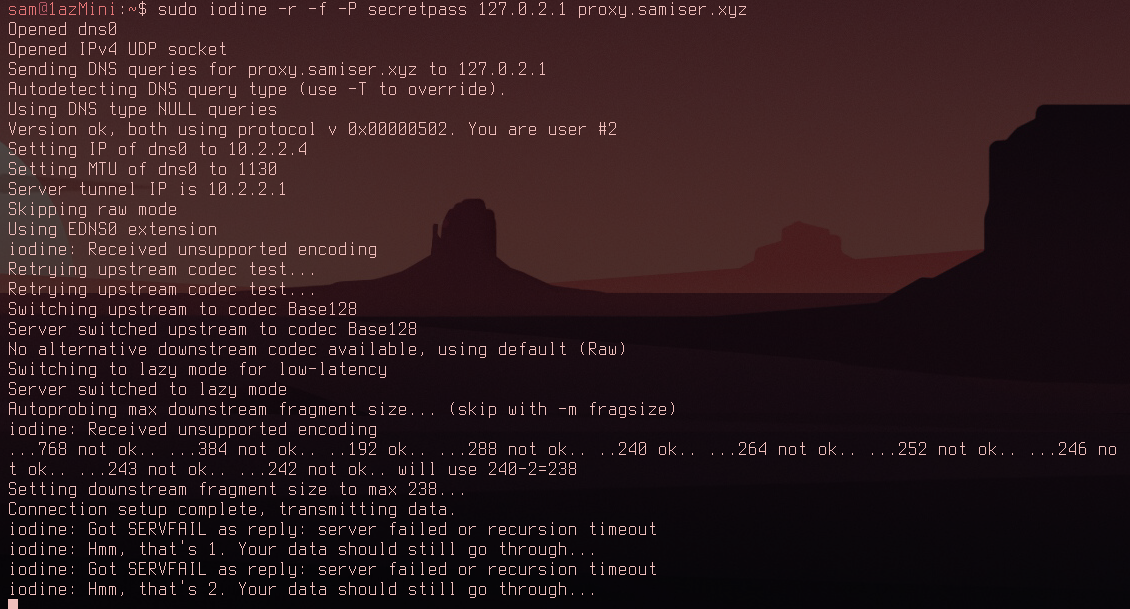 sam@1azMini:~$ sudo iodine -r -f -P secretpass 127.0.2.1 proxy.samiser.xyz
Opened dns0
Opened IPv4 UDP socket
Sending DNS queries for proxy.samiser.xyz to 127.0.2.1
Autodetecting DNS query type (use -T to override).
Using DNS type NULL queries
Version ok, both using protocol v 0x00000502. You are user #2
Setting IP of dns0 to 10.2.2.4
Setting MTU of dns0 to 1130
Server tunnel IP is 10.2.2.1
Skipping raw mode
Using EDNS0 extension
iodine: Received unsupported encoding
Retrying upstream codec test...
Retrying upstream codec test...
Switching upstream to codec Base128
Server switched upstream to codec Base128
No alternative downstream codec available, using default (Raw)
Switching to lazy mode for low-latency
Server switched to lazy mode
Autoprobing max downstream fragment size... (skip with -m fragsize)
iodine: Received unsupported encoding
...768 not ok.. ...384 not ok.. ..192 ok.. ...288 not ok.. ..240 ok.. ...264 not ok.. ...252 not ok.. ...246 no
t ok.. ...243 not ok.. ...242 not ok.. will use 240-2=238
Setting downstream fragment size to max 238...
Connection setup complete, transmitting data.
iodine: Got SERVFAIL as reply: server failed or recursion timeout
iodine: Hmm, that's 1. Your data should still go through...
iodine: Got SERVFAIL as reply: server failed or recursion timeout
iodine: Hmm, that's 2. Your data should still go through...